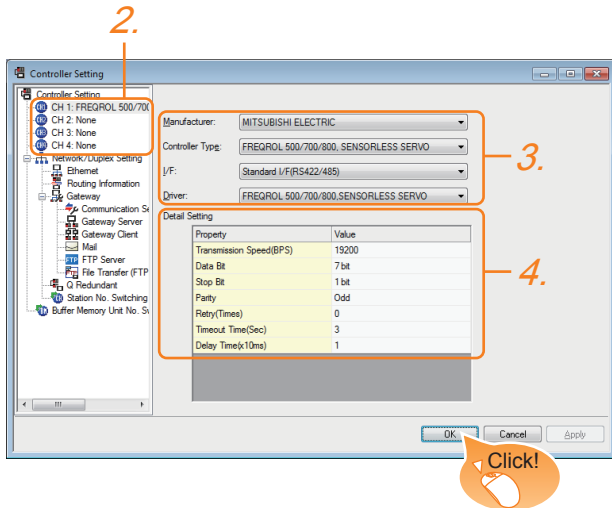 2.
Controller Setting
Controller Setting
CH 1: FREQROL 500/700
CH 2: None
CH 3: None
CH 4: None
Network/Duplex Setting
Ethernet
Routing Information
Gateway
Communication Se
Gateway Server
Gateway Client
Mail
FTP Server
File Transfer (FTP
Q Redundant
Station No. Switching
Buffer Memory Unit No. Sw
Manufacturer: MITSUBISHI ELECTRIC
Controller Type: FREQROL 500/700/800, SENSORLESS SERVO
I/F: Standard I/F(RS422/485)
Driver: FREQROL 500/700/800,SENSORLESS SERVO
3.
Detail Setting
Property Value
Transmission Speed(BPS) 19200
Data Bit 7 bit
Stop Bit 1 bit
Parity Odd
Retry(Times) 0
Timeout Time(Sec) 3
Delay Time(x10ms) 1
4.
OK Cancel Apply
Click!